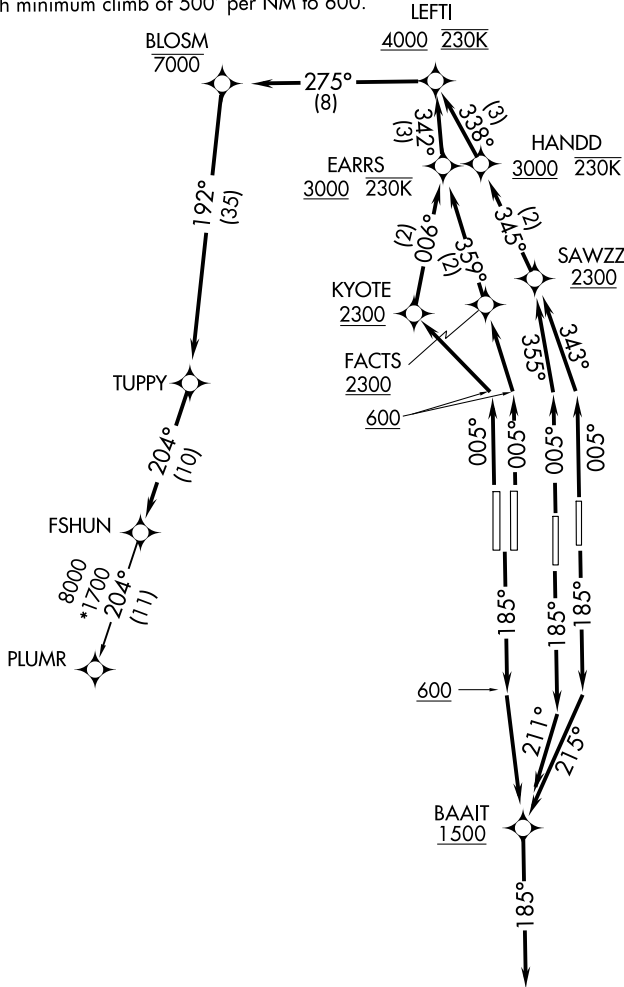 h minimum climb of 500' per NM to 600.
LEFTI
4000 230K
BLOSM
7000
275°
(8)
342°
(3)
338°
(3)
HANDD
3000 230K
EARRS
3000 230K
192°
(35)
006°
(2)
359°
(2)
345°
(2)
SAWZZ
2300
KYOTE
2300
FACTS
2300
355°
343°
TUPPY
600
005°
005°
005°
005°
204°
(10)
FSHUN
8000
*1700
204°
(11)
PLUMR
185°
185°
185°
600
211°
215°
BAAIT
1500
185°